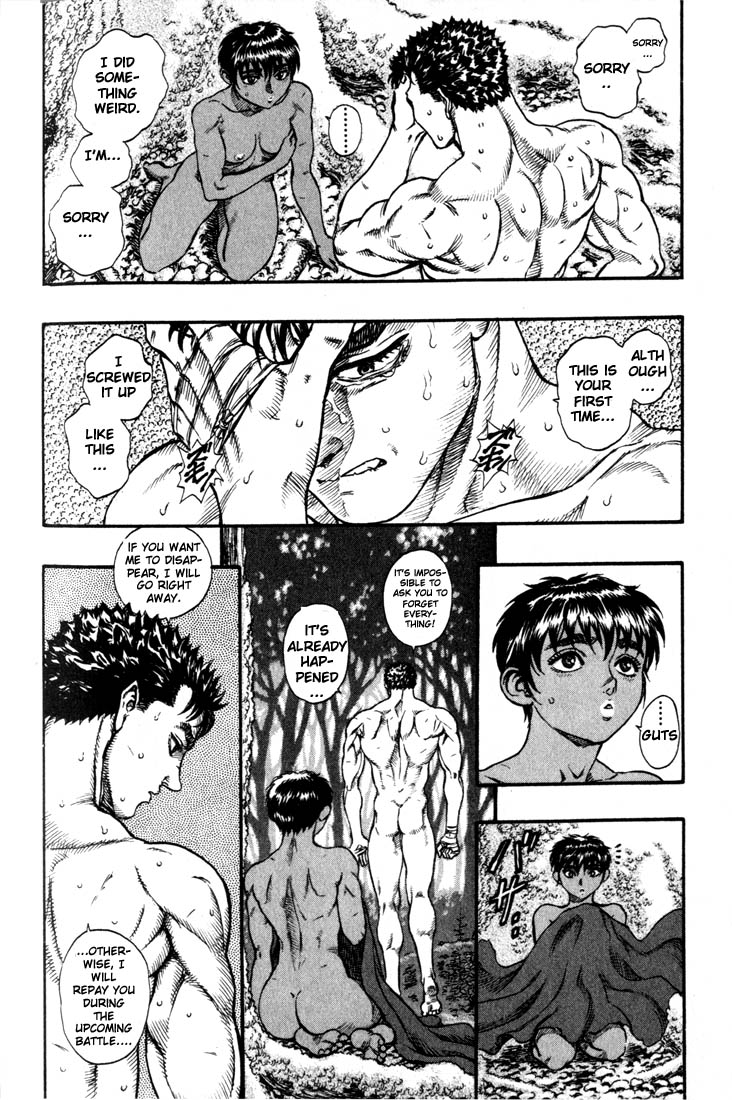 SORRY
...
SORRY
..
......
I DID
SOME-
THING
WEIRD.
I'M...
SORRY
...
ALTH
OUGH
...
THIS IS
YOUR
FIRST
TIME...
I
SCREWED
IT UP
LIKE
THIS
...
......
GUTS
IT'S IMPOS-
SIBLE TO
ASK YOU TO
FORGET
EVERY-
THING!
IT'S
ALREADY
HAP-
PENED
...
IF YOU WANT
ME TO DISAP-
PEAR, I WILL
GO RIGHT
AWAY.
...OTHER-
WISE, I
WILL
REPAY YOU
DURING
THE
UPCOMING
BATTLE....